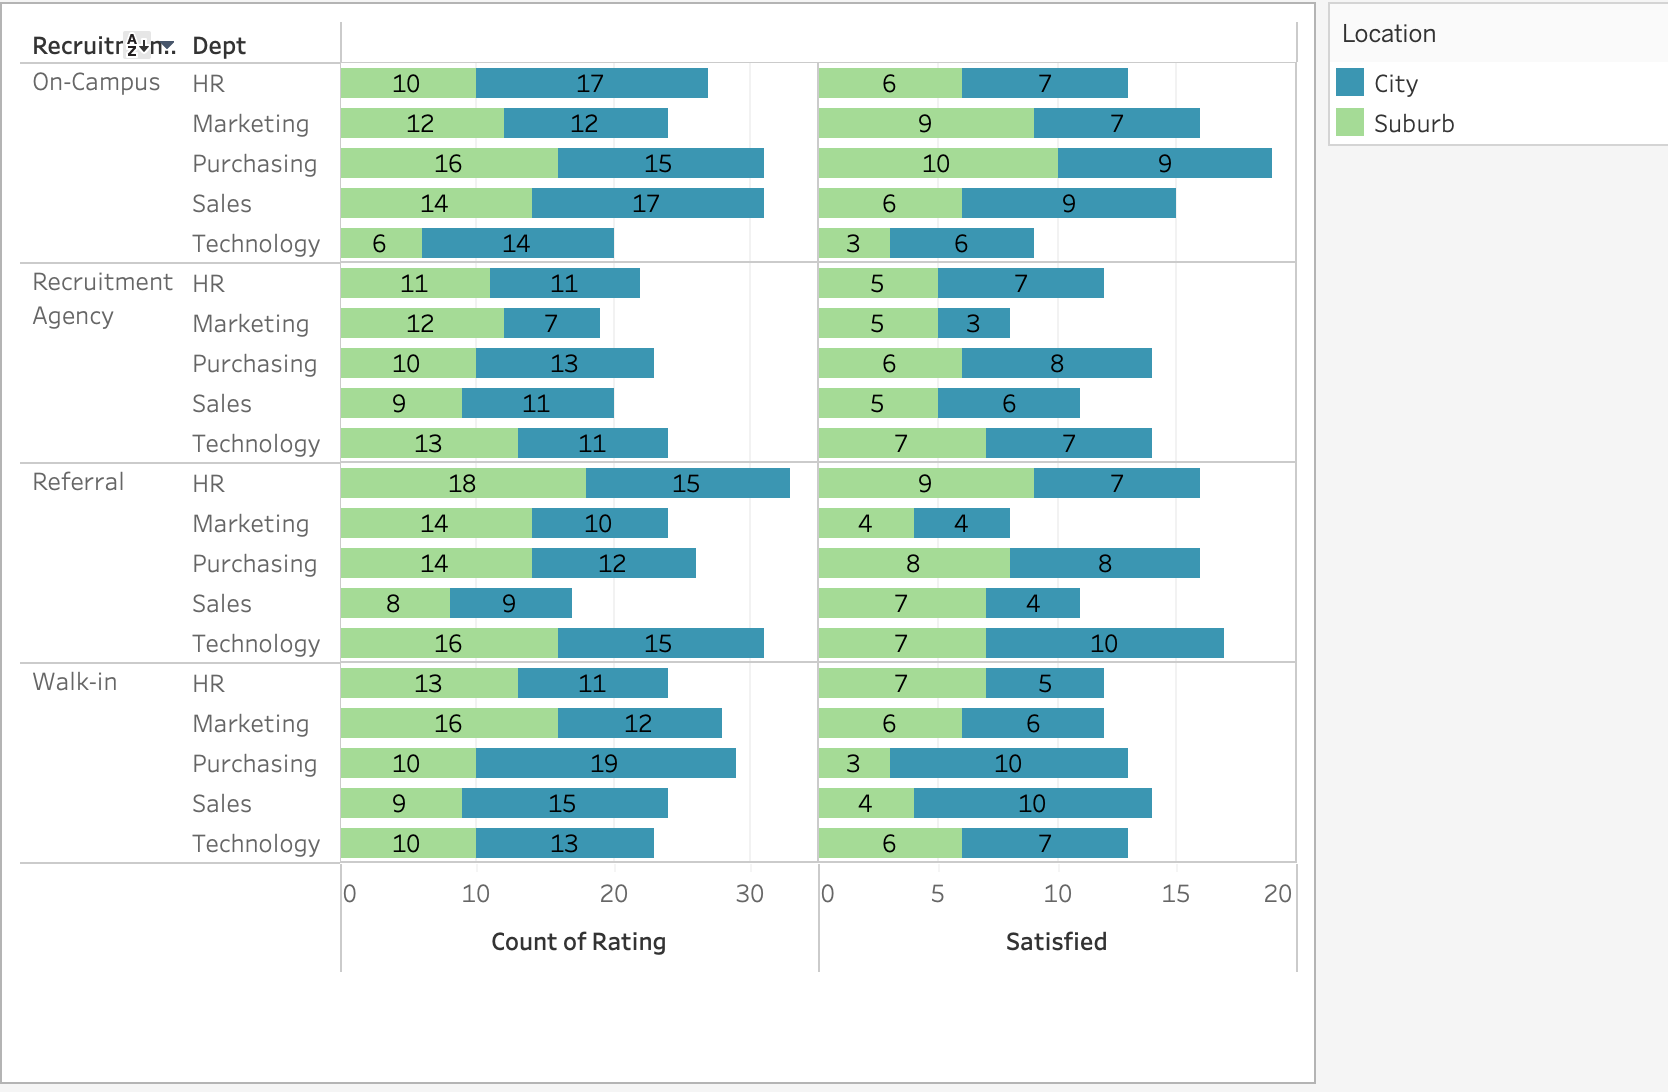 Recruitm n.. Dept
On-Campus HR 10 17 6 7
Marketing 12 12 9 7
Purchasing 16 15 10 9
Sales 14 17 6 9
Technology 6 14 3 6
Recruitment HR 11 11 5 7
Agency
Marketing 12 7 5 3
Purchasing 10 13 6 8
Sales 9 11 5 6
Technology 13 11 7 7
Referral HR 18 15 9 7
Marketing 14 10 4 4
Purchasing 14 12 8 8
Sales 8 9 7 4
Technology 16 15 7 10
Walk-in HR 13 11 7 5
Marketing 16 12 6 6
Purchasing 10 19 3 10
Sales 9 15 4 10
Technology 10 13 6 7
0 10 20 30 0 5 10 15 20
Count of Rating Satisfied
Location
City
Suburb